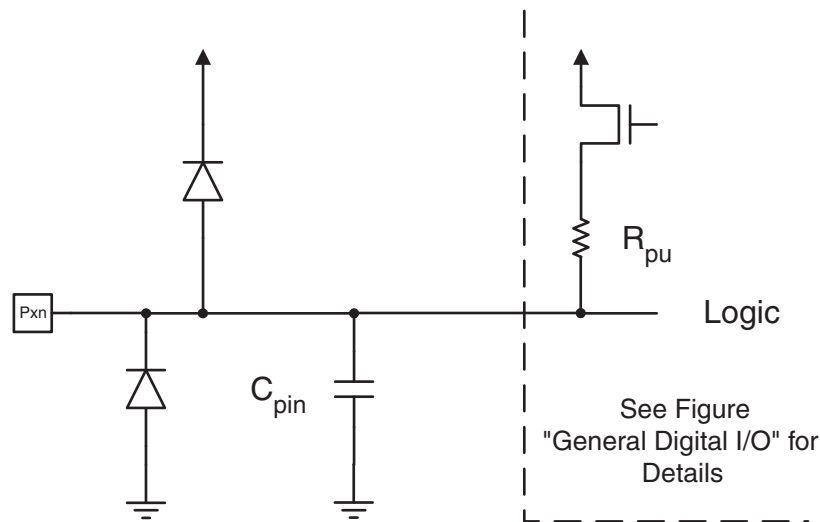 R pu
Pxn
Logic
C pin
See Figure
"General Digital I/O" for
Details